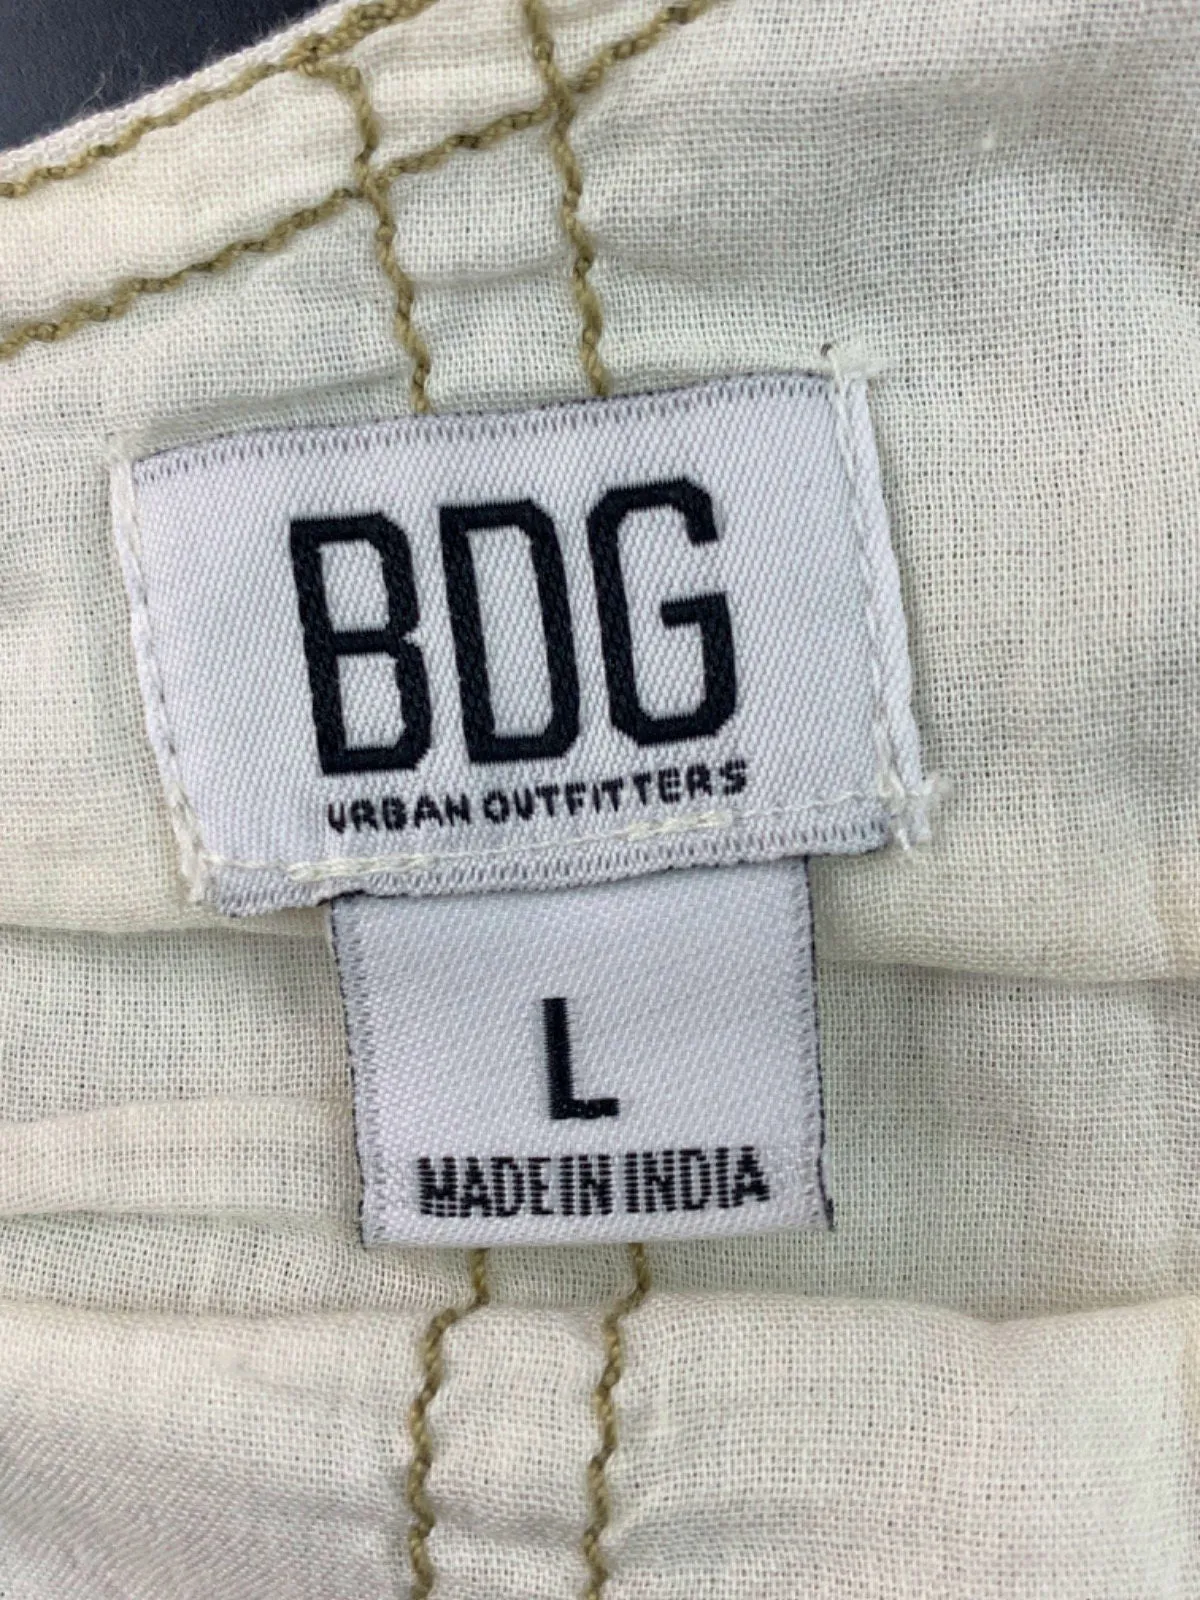 BDG
URBAN OUTFITTERS
L
MADE IN INDIA